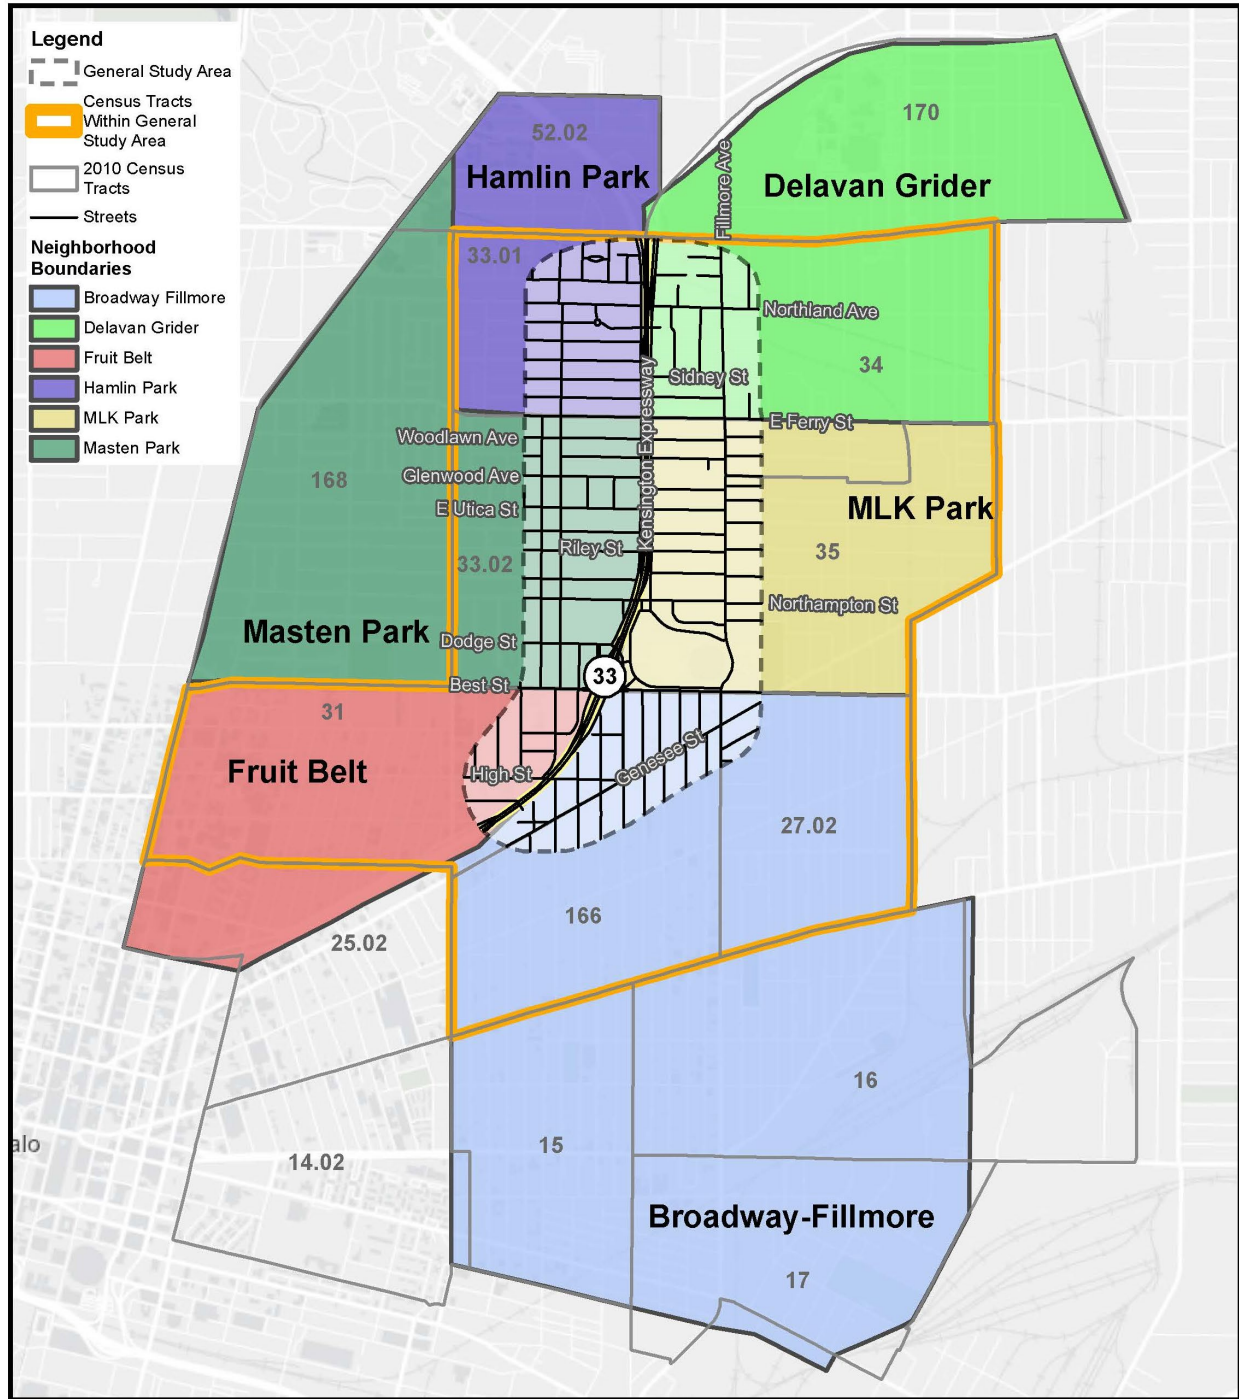 Legend
General Study Area
Census Tracts
Within General
Study Area
2010 Census
Tracts
Streets
Neighborhood
Boundaries
Broadway Fillmore
Delavan Grider
Fruit Belt
Hamlin Park
MLK Park
Masten Park
170
52.02
Hamlin Park
Delavan Grider
Fillmore Ave
33.01
Northland Ave
34
Sidney St
Kensington Expressway
E Ferry St
Woodlawn Ave
Glenwood Ave
168
MLK Park
E Utica St
Riley St
35
33.02
Northampton St
Masten Park
Dodge St
33
Best St
31
Genesee St
Fruit Belt
High St
27.02
166
25.02
16
alo
15
14.02
Broadway-Fillmore
17